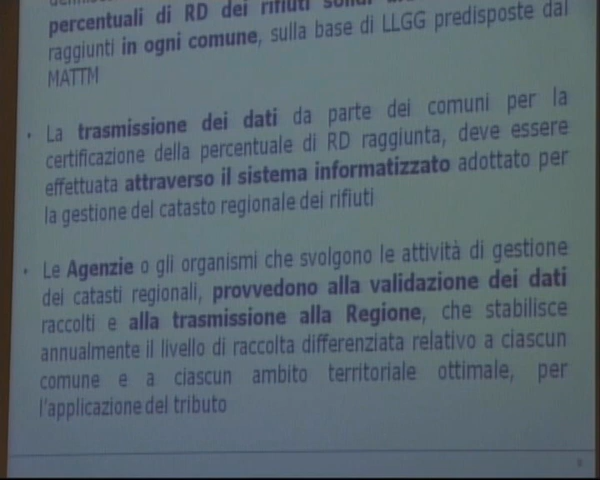 percentuali di RD dei rifiuti solidi
raggiunti in ogni comune, sulla base di LLGG predisposte dal
MATTM
• La trasmissione dei dati da parte dei comuni per la
certificazione della percentuale di RD raggiunta, deve essere
effettuata attraverso il sistema informatizzato adottato per
la gestione del catasto regionale dei rifiuti
• Le Agenzie o gli organismi che svolgono le attività di gestione
dei catasti regionali, provvedono alla validazione dei dati
raccolti e alla trasmissione alla Regione, che stabilisce
annualmente il livello di raccolta differenziata relativo a ciascun
comune e a ciascun ambito territoriale ottimale, per
l'applicazione del tributo